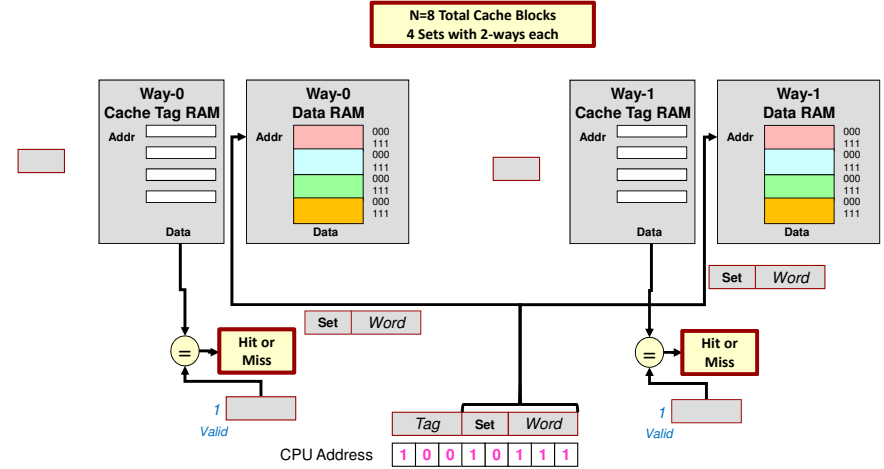 N=8 Total Cache Blocks
4 Sets with 2-ways each
Way-0
Cache Tag RAM
Addr
Data
Way-0
Data RAM
Addr
000
111
000
111
000
111
000
111
Data
Way-1
Cache Tag RAM
Addr
Data
Way-1
Data RAM
Addr
000
111
000
111
000
111
000
111
Data
Set Word
Set Word
=
Hit or
Miss
=
Hit or
Miss
1
Valid
1
Valid
Tag Set Word
CPU Address 1 0 0 1 0 1 1 1